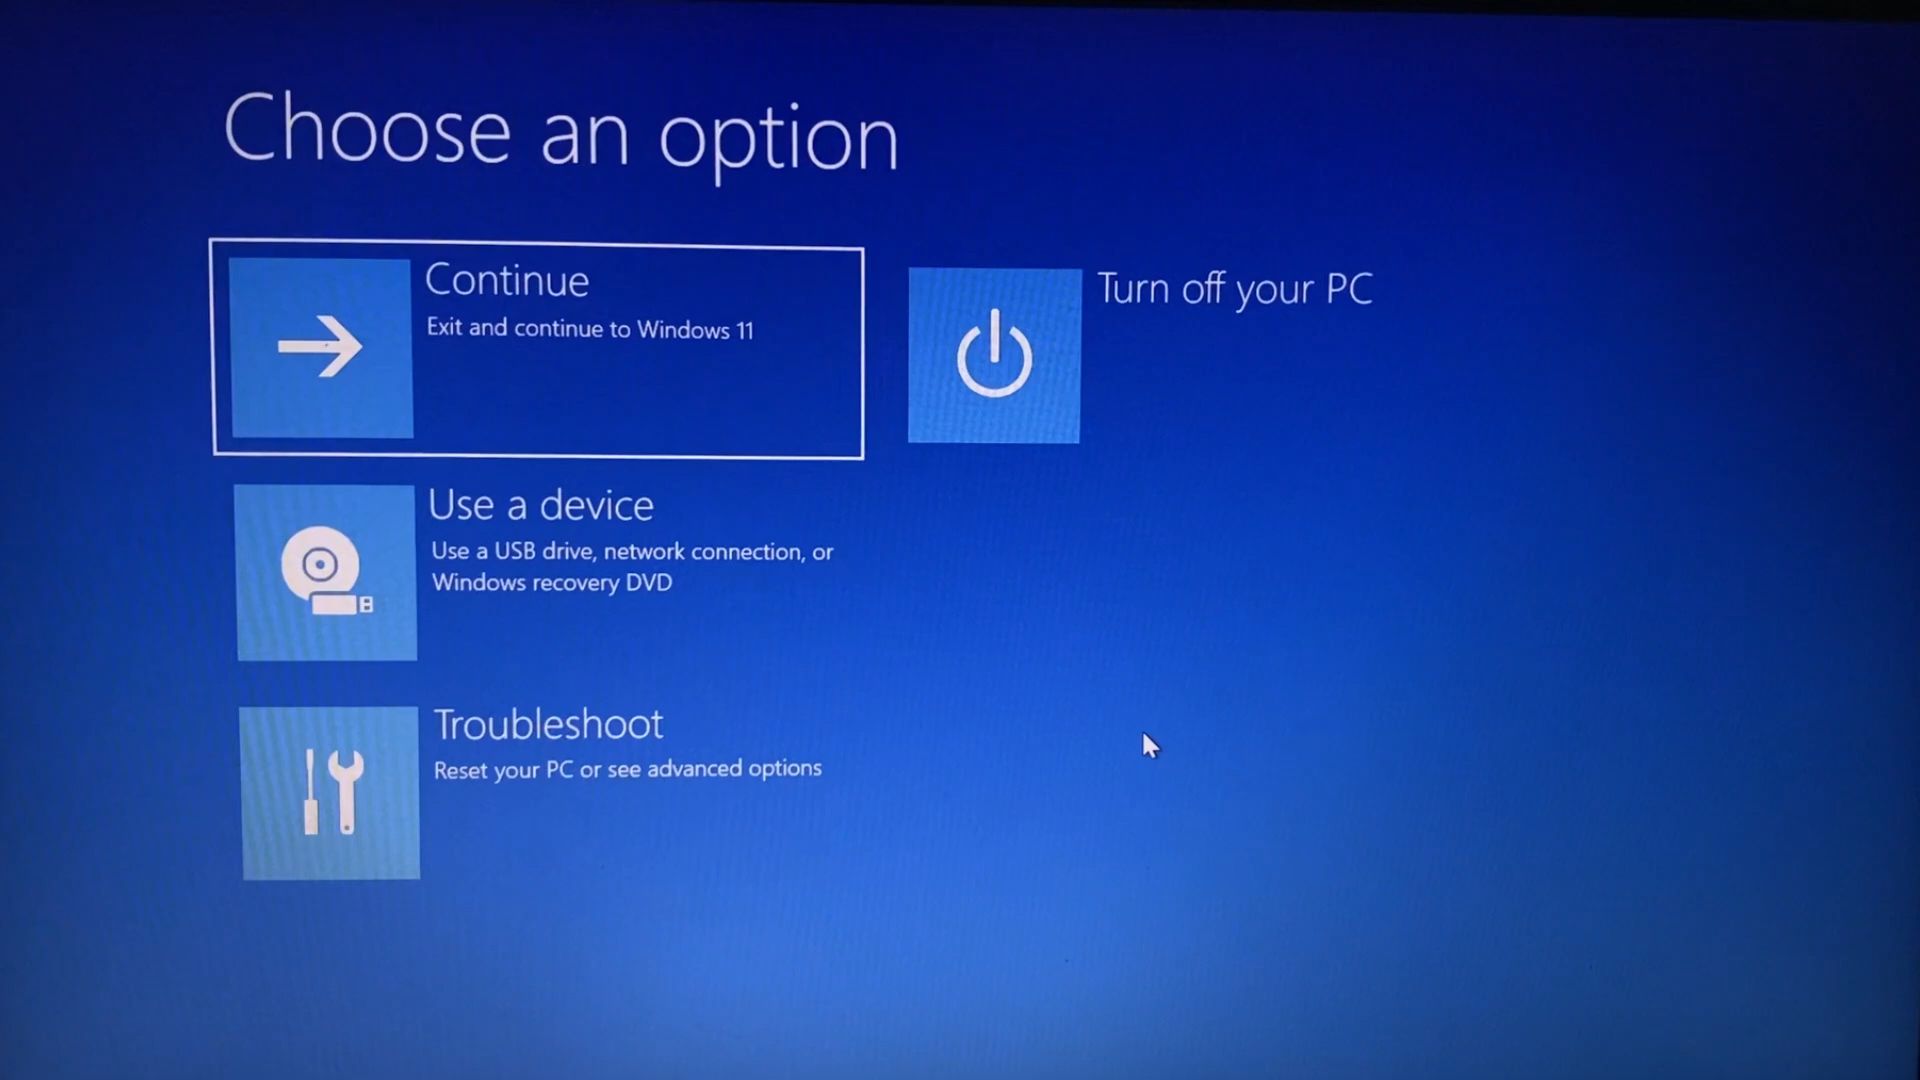 Choose an option
Continue
Exit and continue to Windows 11
Turn off your PC
Use a device
Use a USB drive, network connection, or
Windows recovery DVD
Troubleshoot
Reset your PC or see advanced options